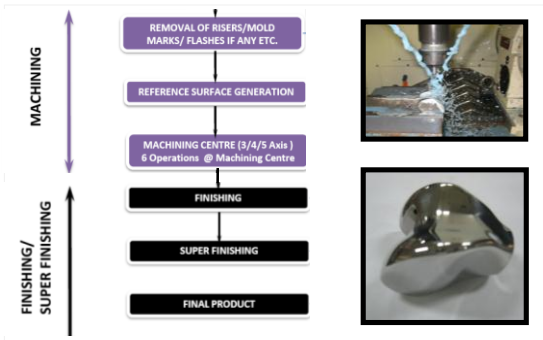 MACHINING
REMOVAL OF RISERS/MOLD
MARKS/ FLASHES IF ANY ETC.
REFERENCE SURFACE GENERATION
MACHINING CENTRE (3/4/5 Axis )
6 Operations @ Machining Centre
FINISHING/
SUPER FINISHING
FINISHING
SUPER FINISHING
FINAL PRODUCT